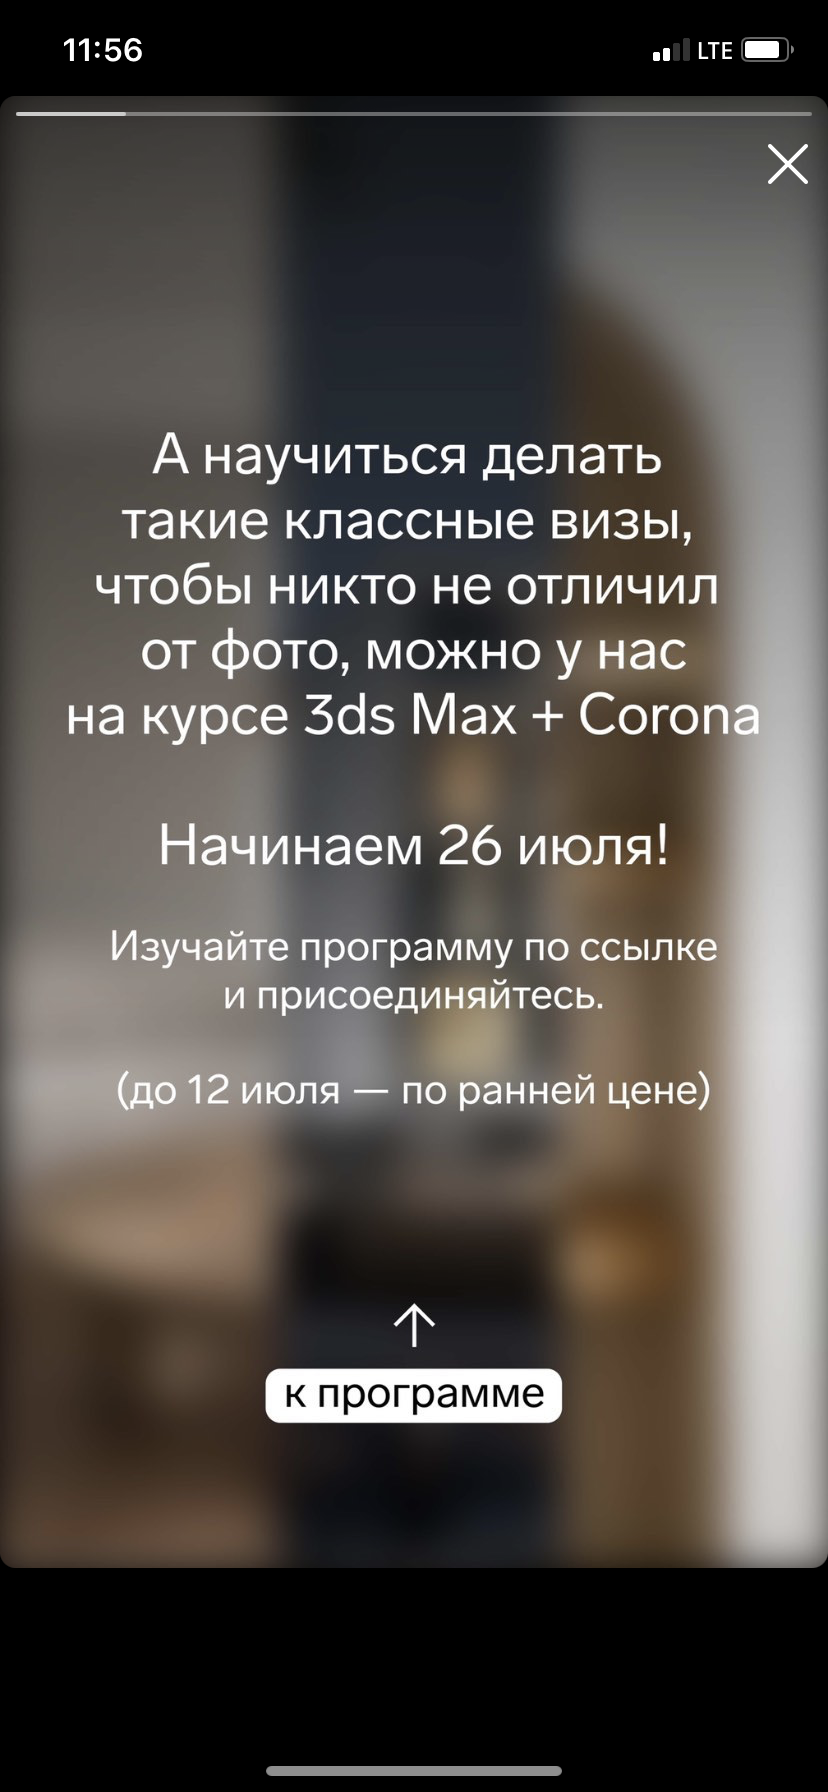 11:56
LTE
А научиться делать
такие классные визы,
чтобы никто не отличил
от фото, можно у нас
на курсе 3ds Max + Corona
Начинаем 26 июля!
Изучайте программу по ссылке
и присоединяйтесь.
(до 12 июля — по ранней цене)
к программе